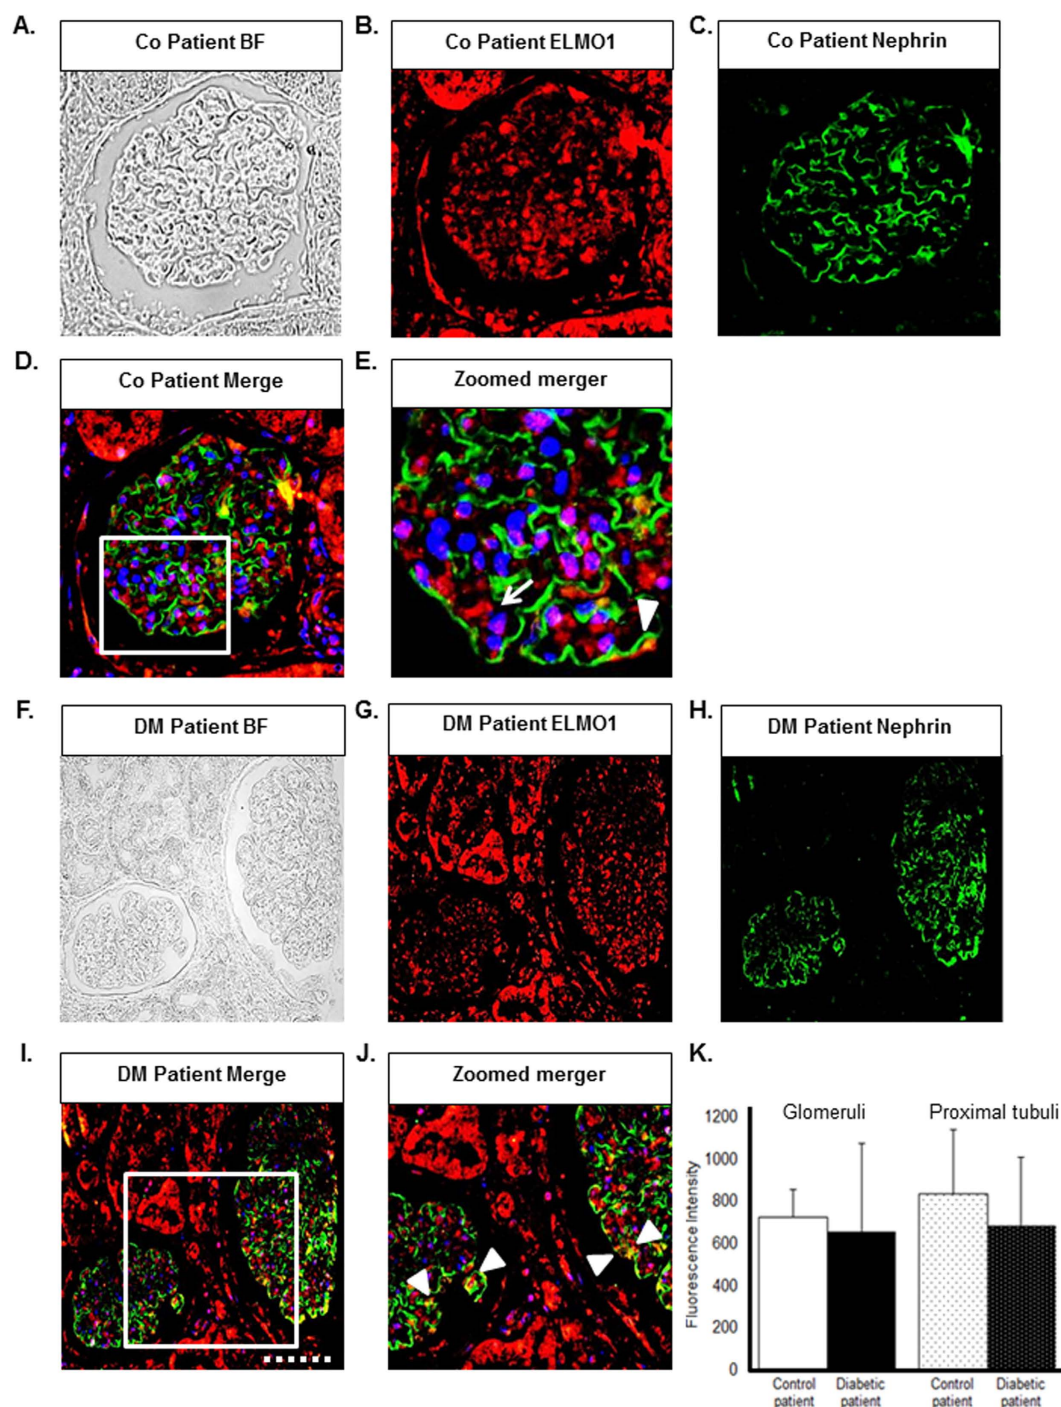 A.
Co Patient BF
B.
Co Patient ELMO1
C.
Co Patient Nephrin
D.
Co Patient Merge
E.
Zoomed merger
F.
DM Patient BF
G.
DM Patient ELMO1
H.
DM Patient Nephrin
I.
DM Patient Merge
J.
Zoomed merger
K.
Glomeruli
Proximal tubuli
Fluorescence Intensity
1200
1000
800
600
400
200
0
Control
patient
Diabetic
patient
Control
patient
Diabetic
patient